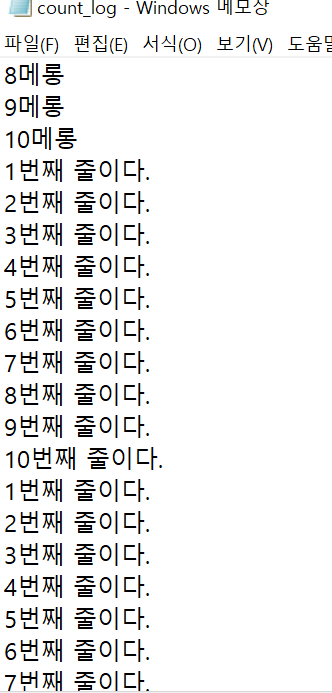 count_log - Windows 메모장
파일(F) 편집(E) 서식(O) 보기(V) 도움말
8메롱
9메롱
10메롱
1번째 줄이다.
2번째 줄이다.
3번째 줄이다.
4번째 줄이다.
5번째 줄이다.
6번째 줄이다.
7번째 줄이다.
8번째 줄이다.
9번째 줄이다.
10번째 줄이다.
1번째 줄이다.
2번째 줄이다.
3번째 줄이다.
4번째 줄이다.
5번째 줄이다.
6번째 줄이다.
7번째 줄이다.